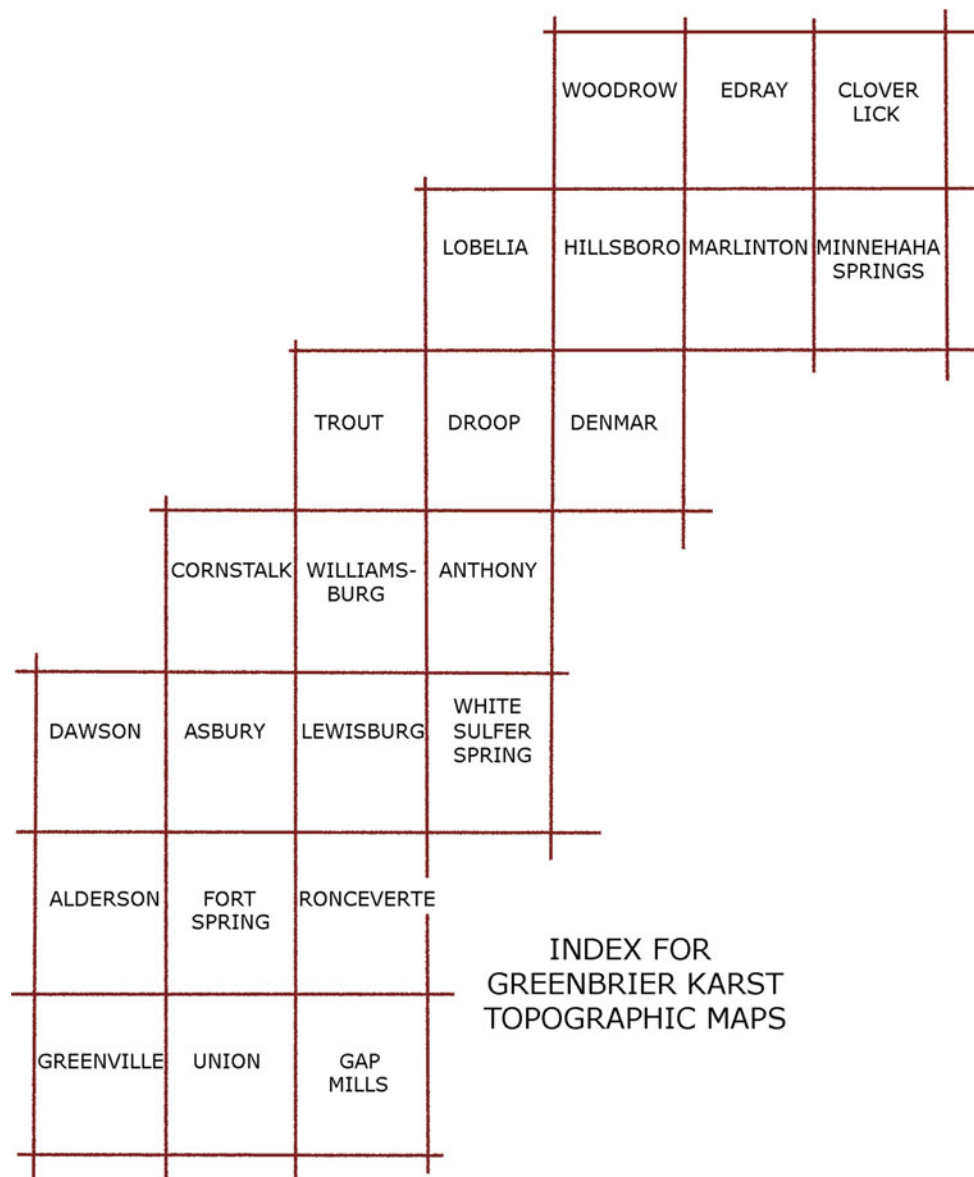 WOODROW
EDRAY
CLOVER
LICK
LOBELIA
HILLSBORO
MARLINTON
MINNEHAHA
SPRINGS
TROUT
DROOP
DENMAR
CORNSTALK
WILLIAMS-
BURG
ANTHONY
DAWSON
ASBURY
LEWISBURG
WHITE
SULFER
SPRING
ALDERSON
FORT
SPRING
RONCEVERTE
GREENVILLE
UNION
GAP
MILLS
INDEX FOR
GREENBRIER KARST
TOPOGRAPHIC MAPS